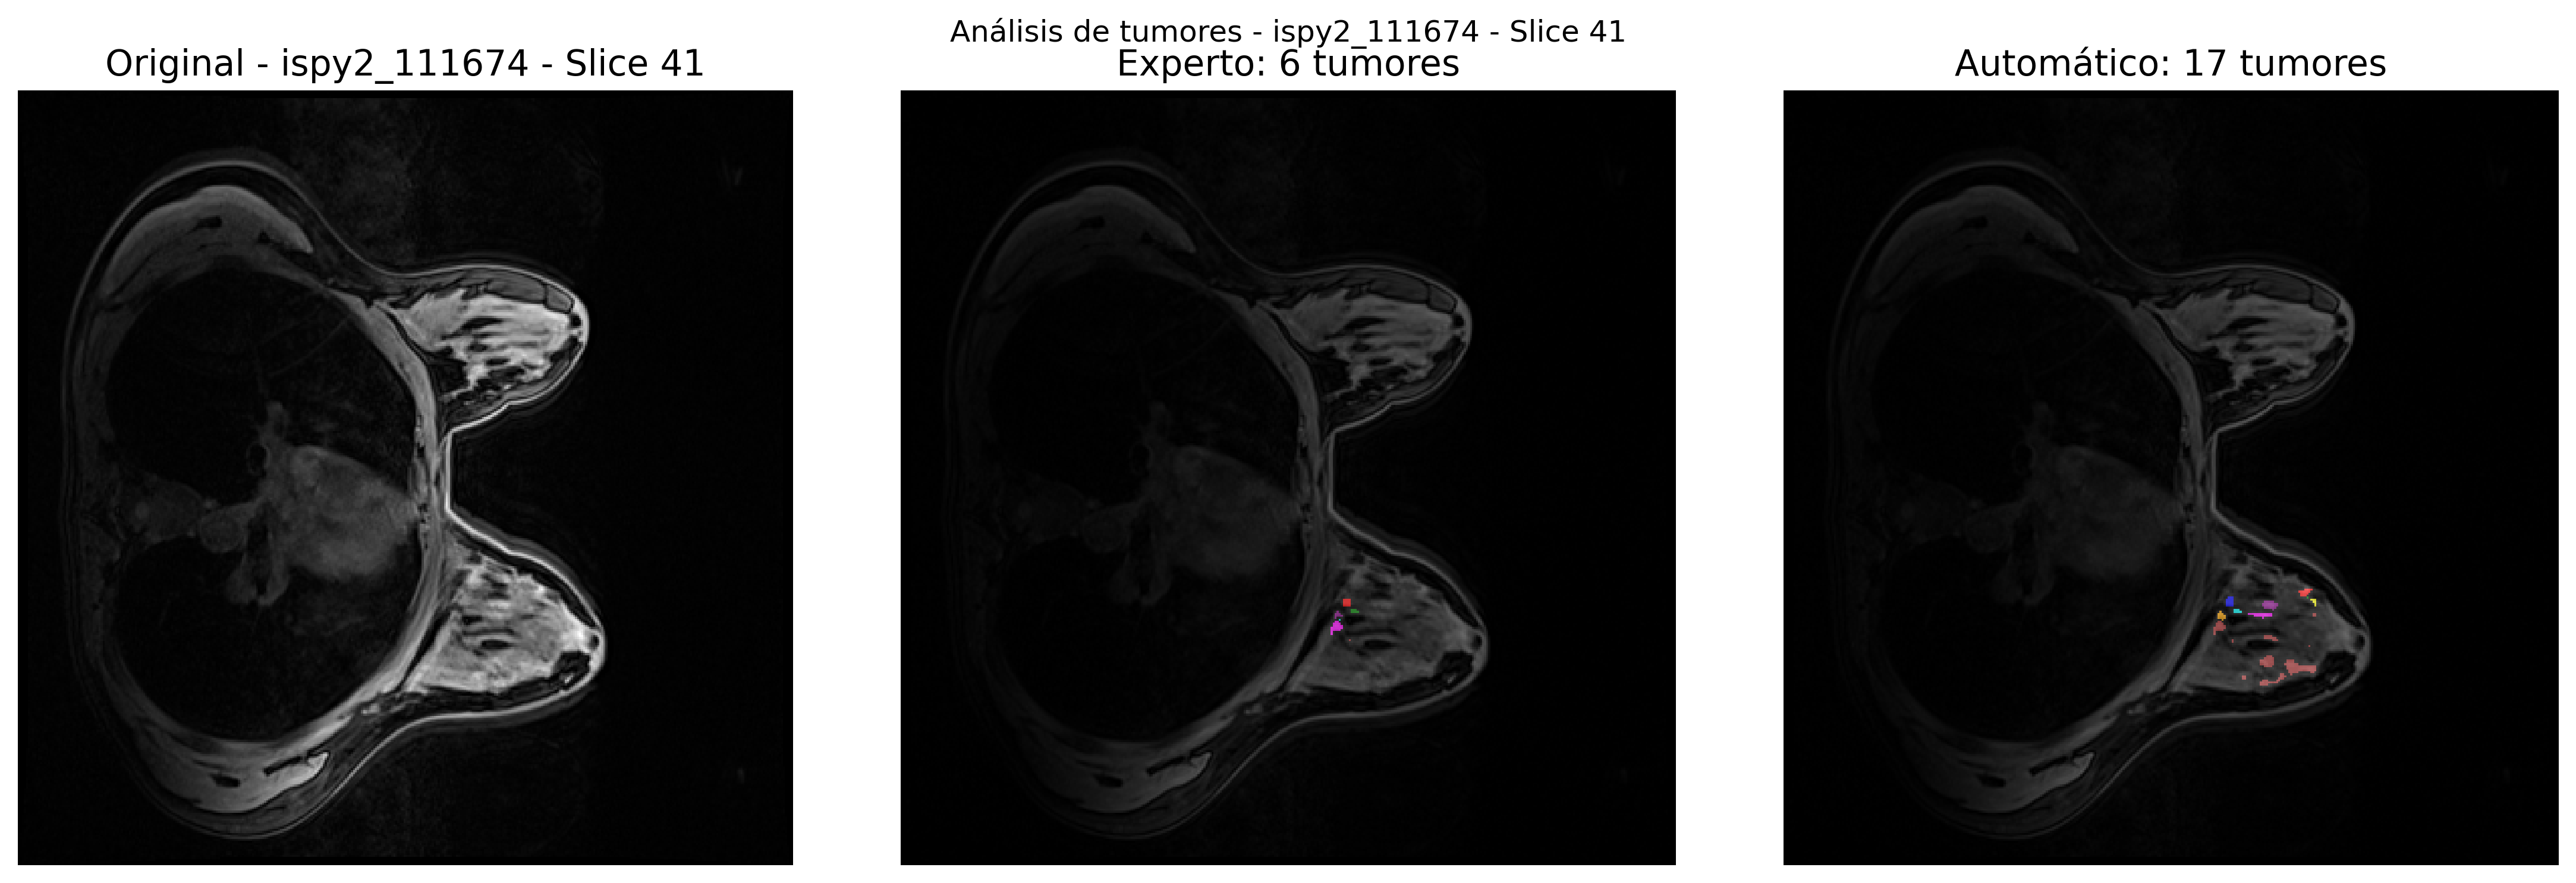 Análisis de tumores - ispy2_111674 - Slice 41
Original - ispy2_111674 - Slice 41
Experto: 6 tumores
Automático: 17 tumores